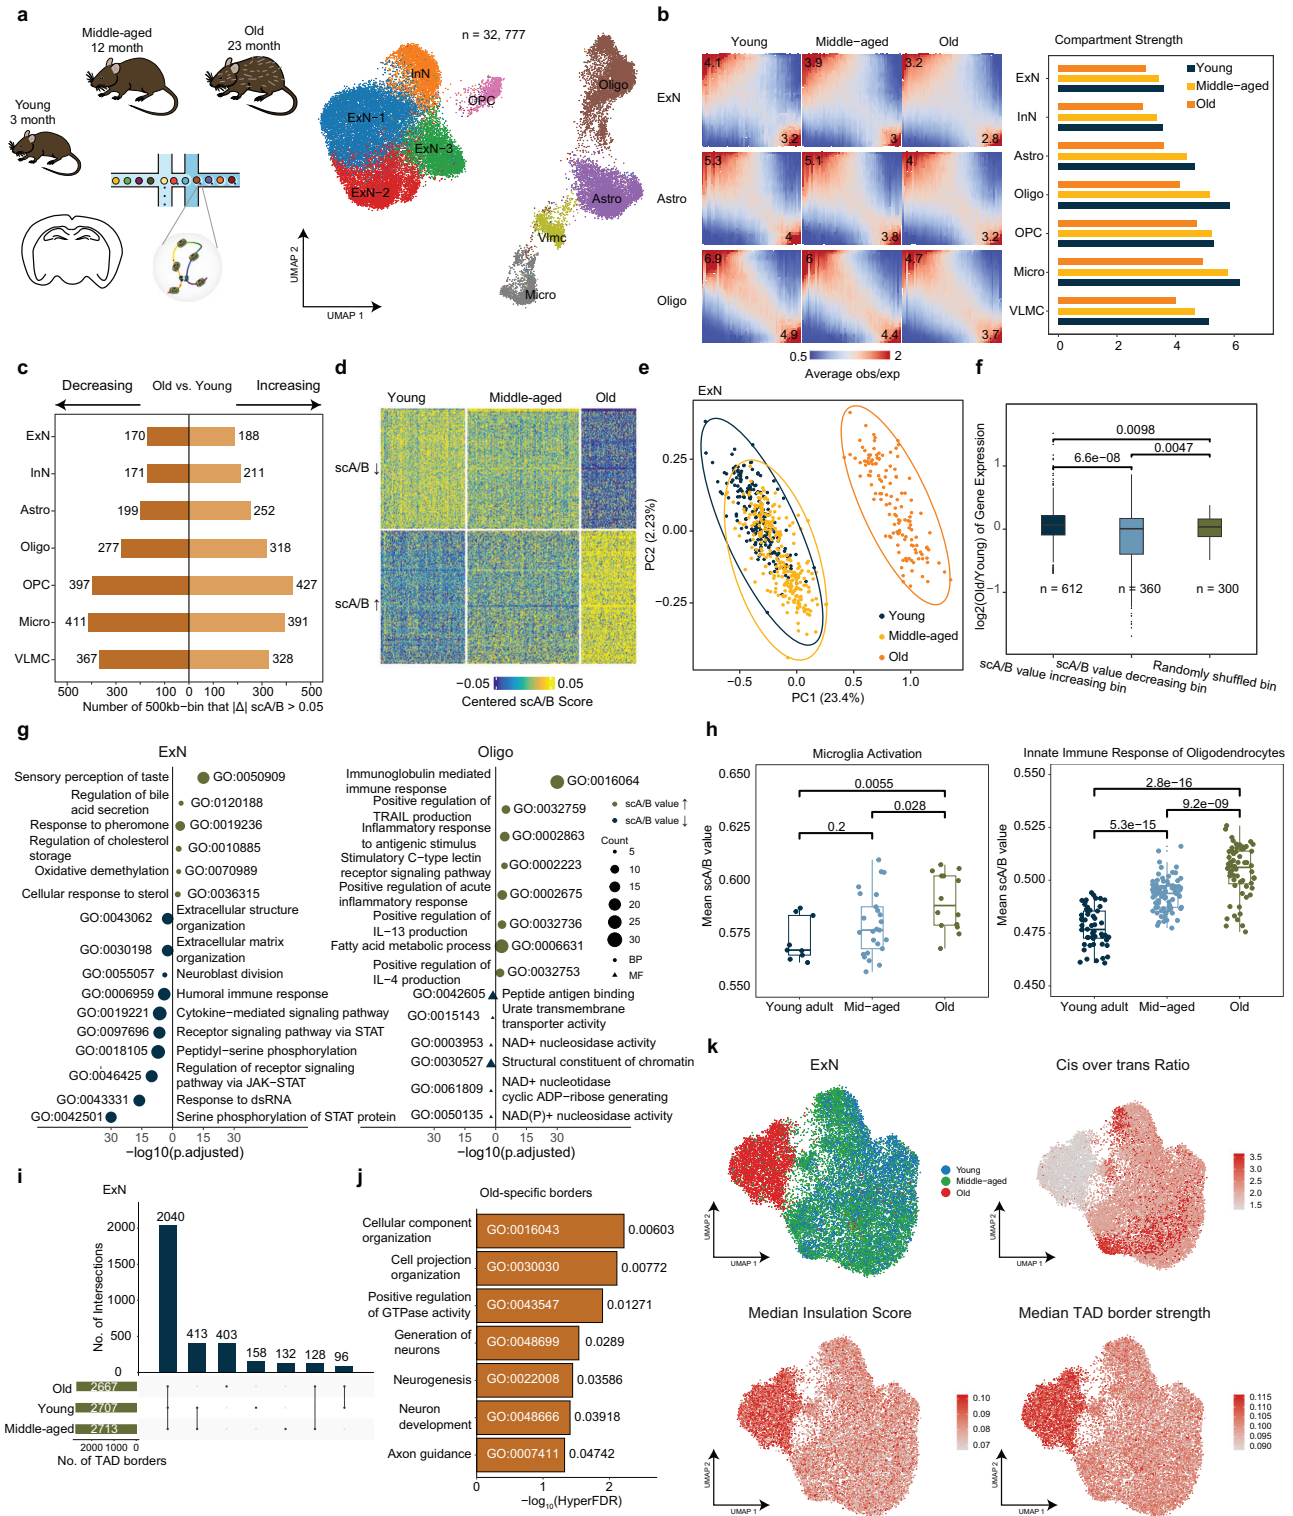 a
Middle-aged
12 month
Old
23 month
Young
3 month
n = 32, 777
InN
OPC
Oligo
ExN-1
ExN-3
ExN-2
Astro
Vlmc
Micro
UMAP 2
UMAP 1
b
Young
Middle-aged
Old
ExN
4.1
3.9
3.2
3.2
3
2.8
Astro
5.3
5.1
4
4
3.8
3.2
Oligo
6.9
6
4.7
4.9
4.4
3.7
0.5
2
Average obs/exp
Compartment Strength
Young
Middle-aged
Old
ExN
InN
Astro
Oligo
OPC
Micro
VLMC
0 2 4 6
c
Decreasing
Old vs. Young
Increasing
ExN 170 188
InN 171 211
Astro 199 252
Oligo 277 318
OPC 397 427
Micro 411 391
VLMC 367 328
500 300 100 0 100 300 500
Number of 500kb-bin that |Δ| scA/B > 0.05
d
Young
Middle-aged
Old
scA/B ↓
scA/B ↑
-0.05
0.05
Centered scA/B Score
e
ExN
PC2 (2.23%)
0.25
0.00
-0.25
Young
Middle-aged
Old
-0.5 0.0 0.5 1.0
PC1 (23.4%)
f
log2(Old/Young) of Gene Expression
1
0
-1
0.0098
0.0047
6.6e-08
n = 612
n = 360
n = 300
scA/B value increasing bin
scA/B value decreasing bin
Randomly shuffled bin
g
ExN
Sensory perception of taste
GO:0050909
Regulation of bile
acid secretion
GO:0120188
Response to pheromone
GO:0019236
Regulation of cholesterol
storage
GO:0010885
Oxidative demethylation
GO:0070989
Cellular response to sterol
GO:0036315
GO:0043062
Extracellular structure
organization
GO:0030198
Extracellular matrix
organization
GO:0055057
Neuroblast division
GO:0006959
Humoral immune response
GO:0019221
Cytokine-mediated signaling pathway
GO:0097696
Receptor signaling pathway via STAT
GO:0018105
Peptidyl-serine phosphorylation
GO:0046425
Regulation of receptor signaling
pathway via JAK-STAT
GO:0043331
Response to dsRNA
GO:0042501
Serine phosphorylation of STAT protein
30 15 0 15 30
-log10(p.adjusted)
Oligo
Immunoglobulin mediated
immune response
GO:0016064
Positive regulation of
TRAIL production
GO:0032759
Inflammatory response
to antigenic stimulus
GO:0002863
Stimulatory C-type lectin
receptor signaling pathway
GO:0002223
Positive regulation of acute
inflammatory response
GO:0002675
Positive regulation of
IL-13 production
GO:0032736
Fatty acid metabolic process
GO:0006631
Positive regulation of
IL-4 production
GO:0032753
GO:0042605
Peptide antigen binding
GO:0015143
Urate transmembrane
transporter activity
GO:0003953
NAD+ nucleosidase activity
GO:0030527
Structural constituent of chromatin
GO:0061809
NAD+ nucleotidase
cyclic ADP-ribose generating
GO:0050135
NAD(P)+ nucleosidase activity
30 15 0 15 30
-log10(p.adjusted)
scA/B value ↑
scA/B value ↓
Count
5
10
15
20
25
30
BP
MF
h
Microglia Activation
Mean scA/B value
0.650
0.625
0.600
0.575
0.550
0.0055
0.028
0.2
Young adult
Mid-aged
Old
Innate Immune Response of Oligodendrocytes
Mean scA/B value
0.550
0.525
0.500
0.475
0.450
2.8e-16
9.2e-09
5.3e-15
Young adult
Mid-aged
Old
i
ExN
No. of Intersections
2000
1500
1000
500
0
2040
413
403
158
132
128
96
Old 2667
Young 2707
Middle-aged 2713
2000 1000 0
No. of TAD borders
j
Old-specific borders
Cellular component
organization
GO:0016043
0.00603
Cell projection
organization
GO:0030030
0.00772
Positive regulation
of GTPase activity
GO:0043547
0.01271
Generation of
neurons
GO:0048699
0.0289
Neurogenesis
GO:0022008
0.03586
Neuron
development
GO:0048666
0.03918
Axon guidance
GO:0007411
0.04742
0 1 2
-log10(HyperFDR)
k
ExN
Young
Middle-aged
Old
UMAP 2
UMAP 1
Cis over trans Ratio
3.5
3.0
2.5
2.0
1.5
UMAP 2
UMAP 1
Median Insulation Score
0.10
0.09
0.08
0.07
UMAP 2
UMAP 1
Median TAD border strength
0.115
0.110
0.105
0.100
0.095
0.090
UMAP 2
UMAP 1